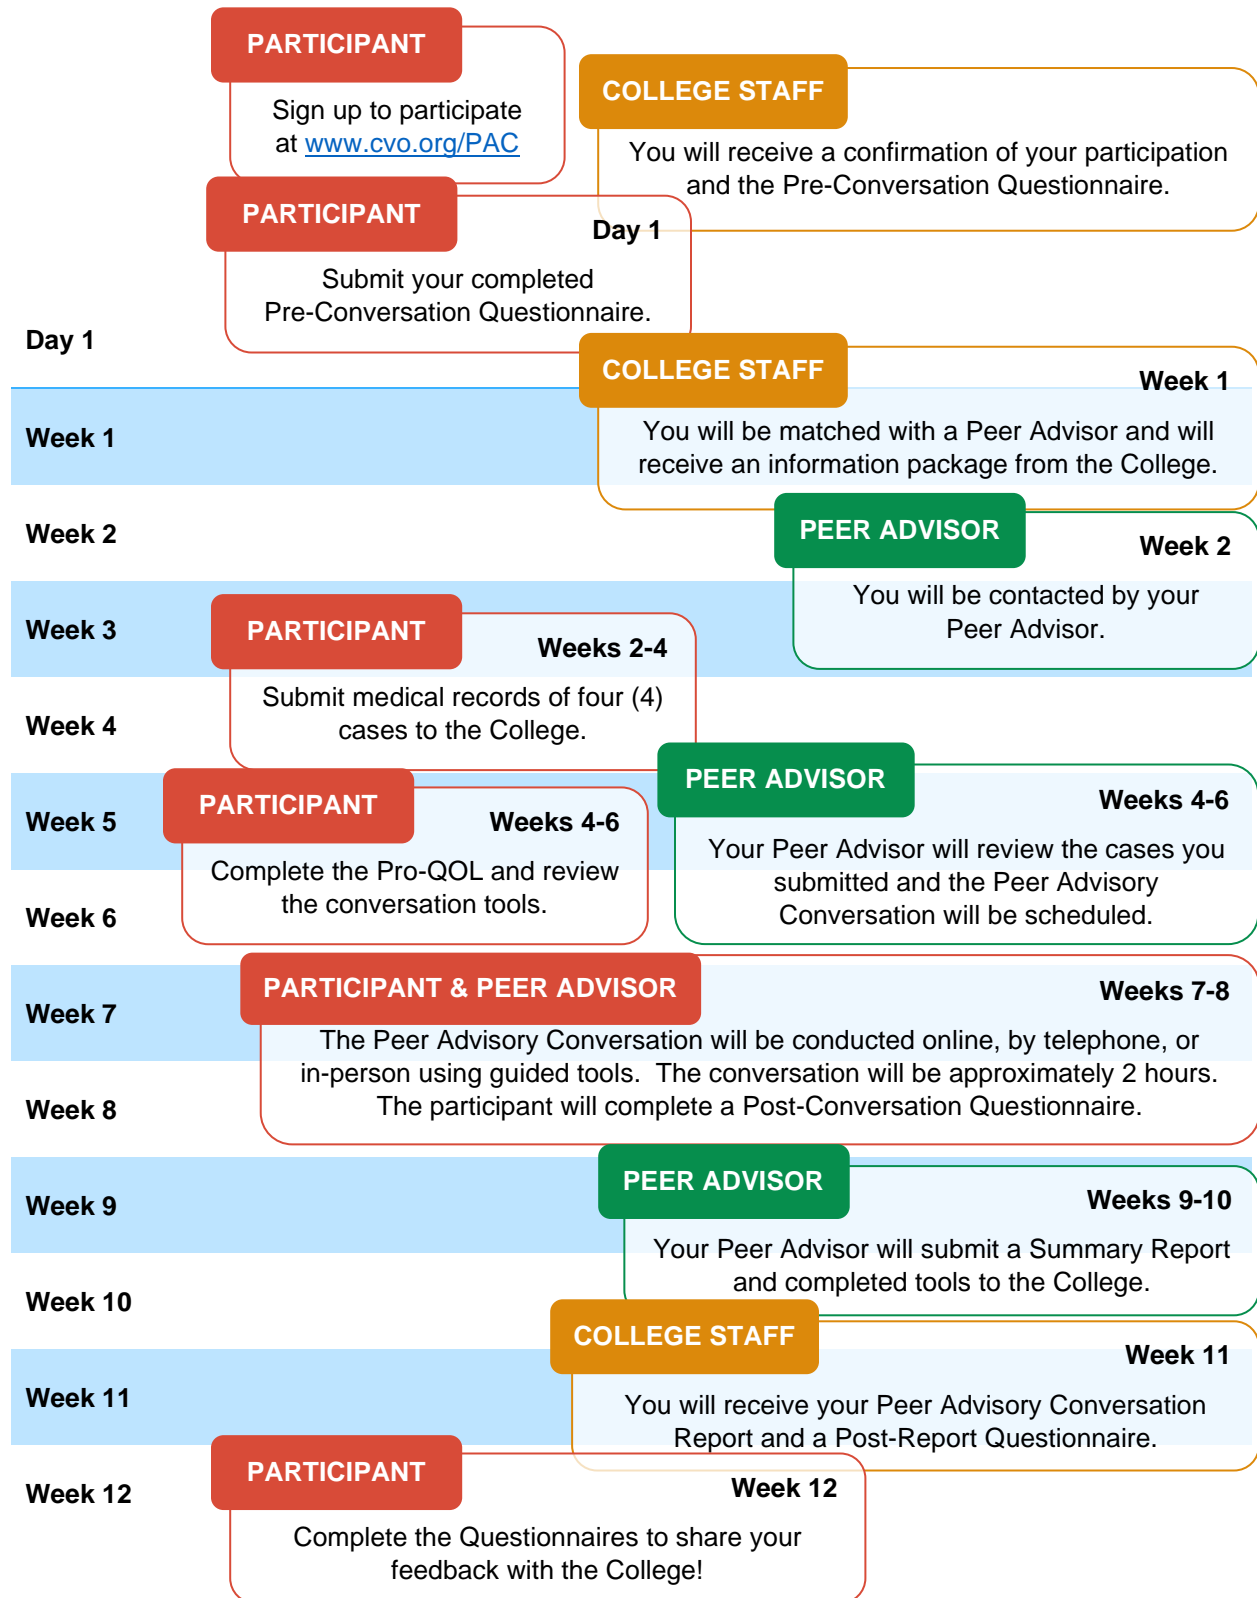 PARTICIPANT
Sign up to participate
at www.cvo.org/PAC
COLLEGE STAFF
You will receive a confirmation of your participation
and the Pre-Conversation Questionnaire.
PARTICIPANT
Day 1
Submit your completed
Pre-Conversation Questionnaire.
Day 1
COLLEGE STAFF
Week 1
You will be matched with a Peer Advisor and will
receive an information package from the College.
Week 1
PEER ADVISOR
Week 2
You will be contacted by your
Peer Advisor.
Week 2
Week 3
PARTICIPANT
Weeks 2-4
Submit medical records of four (4)
cases to the College.
Week 4
PEER ADVISOR
Weeks 4-6
Your Peer Advisor will review the cases you
submitted and the Peer Advisory
Conversation will be scheduled.
PARTICIPANT
Weeks 4-6
Complete the Pro-QOL and review
the conversation tools.
Week 5
Week 6
PARTICIPANT & PEER ADVISOR
Weeks 7-8
The Peer Advisory Conversation will be conducted online, by telephone, or
in-person using guided tools.  The conversation will be approximately 2 hours.
The participant will complete a Post-Conversation Questionnaire.
Week 7
Week 8
PEER ADVISOR
Weeks 9-10
Your Peer Advisor will submit a Summary Report
and completed tools to the College.
Week 9
Week 10
COLLEGE STAFF
Week 11
You will receive your Peer Advisory Conversation
Report and a Post-Report Questionnaire.
Week 11
PARTICIPANT
Week 12
Complete the Questionnaires to share your
feedback with the College!
Week 12